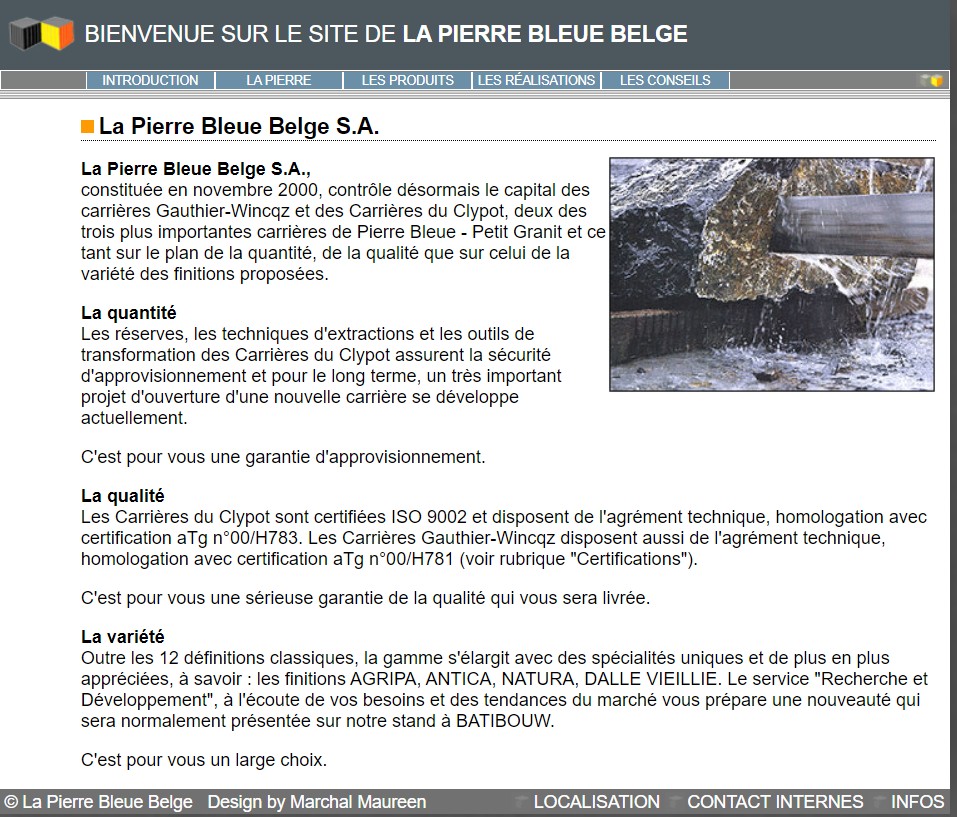 BIENVENUE SUR LE SITE DE LA PIERRE BLEUE BELGE
INTRODUCTION LA PIERRE LES PRODUITS LES RÉALISATIONS LES CONSEILS
La Pierre Bleue Belge S.A.
La Pierre Bleue Belge S.A.,
constituée en novembre 2000, contrôle désormais le capital des
carrières Gauthier-Wincqz et des Carrières du Clypot, deux des
trois plus importantes carrières de Pierre Bleue - Petit Granit et ce
tant sur le plan de la quantité, de la qualité que sur celui de la
variété des finitions proposées.
La quantité
Les réserves, les techniques d'extractions et les outils de
transformation des Carrières du Clypot assurent la sécurité
d'approvisionnement et pour le long terme, un très important
projet d'ouverture d'une nouvelle carrière se développe
actuellement.
C'est pour vous une garantie d'approvisionnement.
La qualité
Les Carrières du Clypot sont certifiées ISO 9002 et disposent de l'agrément technique, homologation avec
certification aTg n°00/H783. Les Carrières Gauthier-Wincqz disposent aussi de l'agrément technique,
homologation avec certification aTg n°00/H781 (voir rubrique "Certifications").
C'est pour vous une sérieuse garantie de la qualité qui vous sera livrée.
La variété
Outre les 12 définitions classiques, la gamme s'élargit avec des spécialités uniques et de plus en plus
appréciées, à savoir : les finitions AGRIPA, ANTICA, NATURA, DALLE VIEILLIE. Le service "Recherche et
Développement", à l'écoute de vos besoins et des tendances du marché vous prépare une nouveauté qui
sera normalement présentée sur notre stand à BATIBOUW.
C'est pour vous un large choix.
© La Pierre Bleue Belge Design by Marchal Maureen LOCALISATION CONTACT INTERNES INFOS